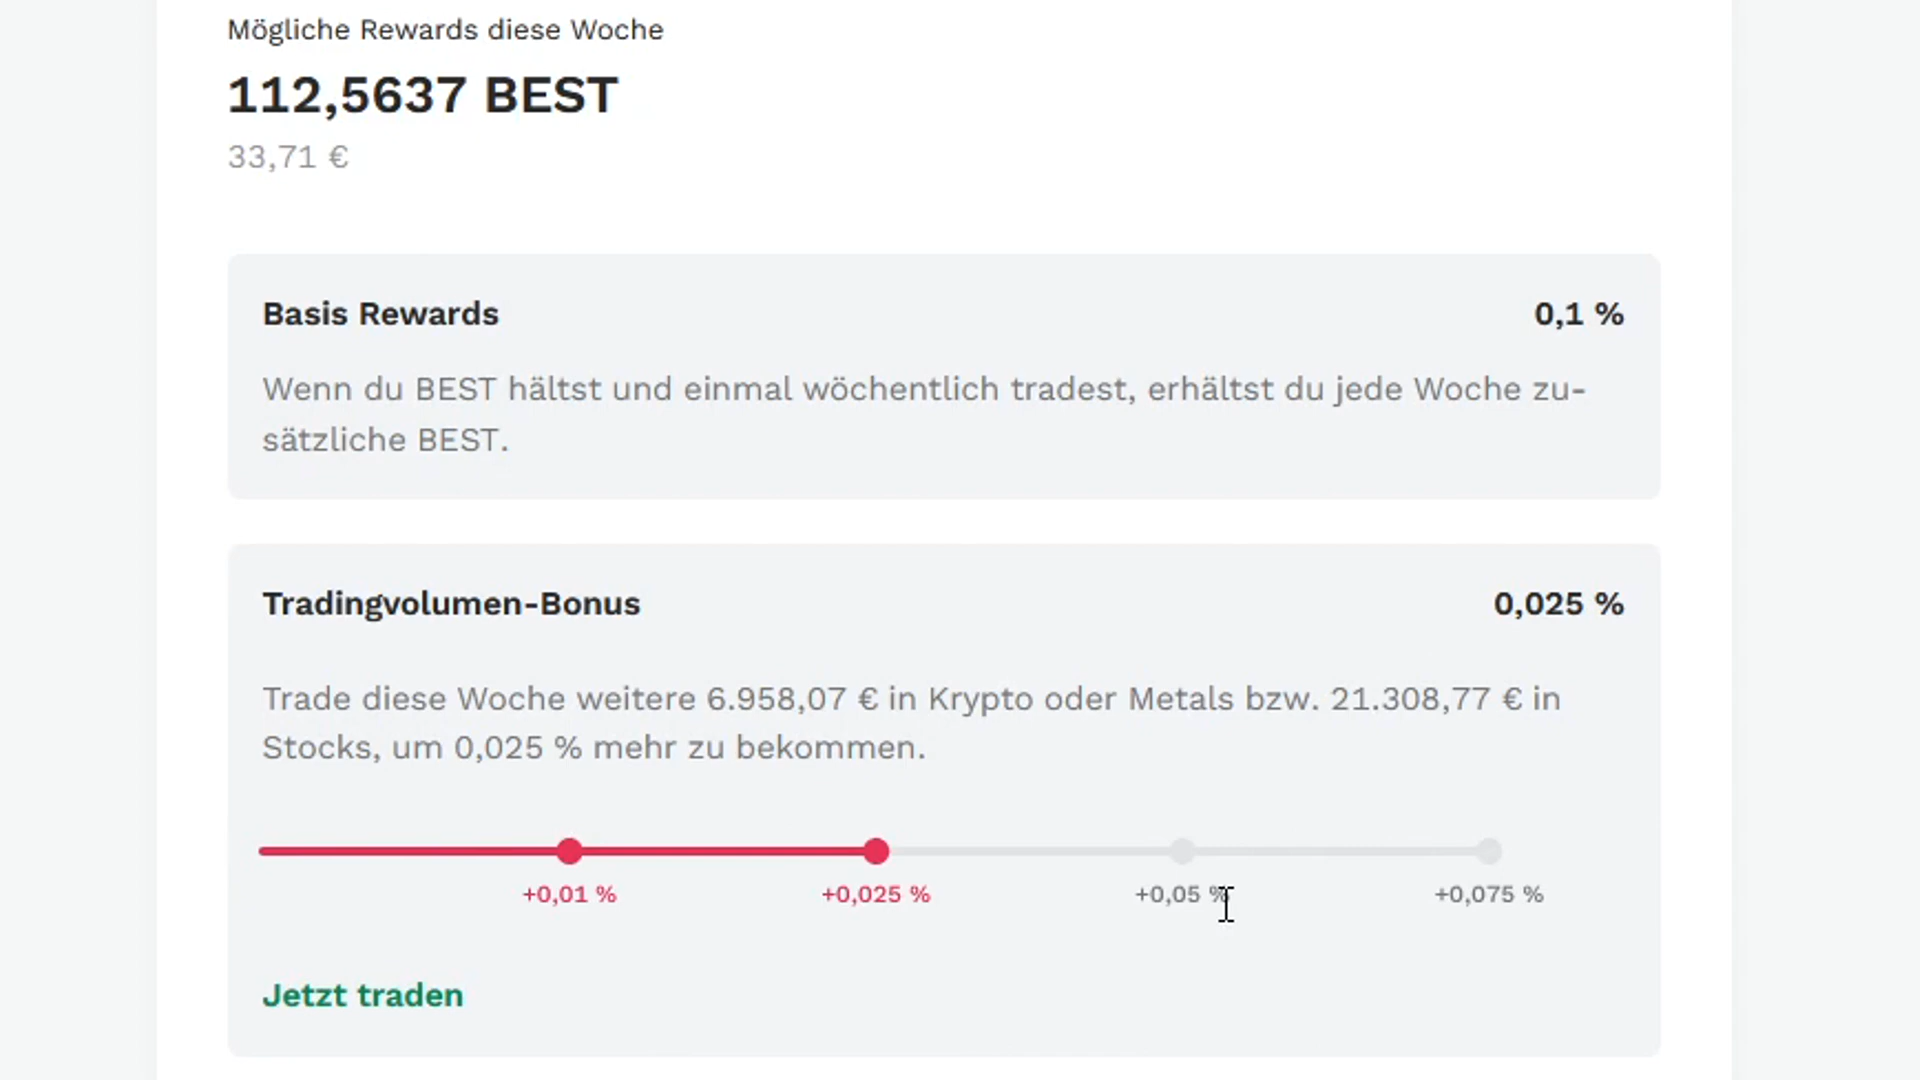 Mögliche Rewards diese Woche
112,5637 BEST
33,71 €
Basis Rewards
0,1 %
Wenn du BEST hältst und einmal wöchentlich tradest, erhältst du jede Woche zu-
sätzliche BEST.
Tradingvolumen-Bonus
0,025 %
Trade diese Woche weitere 6.958,07 € in Krypto oder Metals bzw. 21.308,77 € in
Stocks, um 0,025 % mehr zu bekommen.
+0,01 %
+0,025 %
+0,05 %
+0,075 %
Jetzt traden